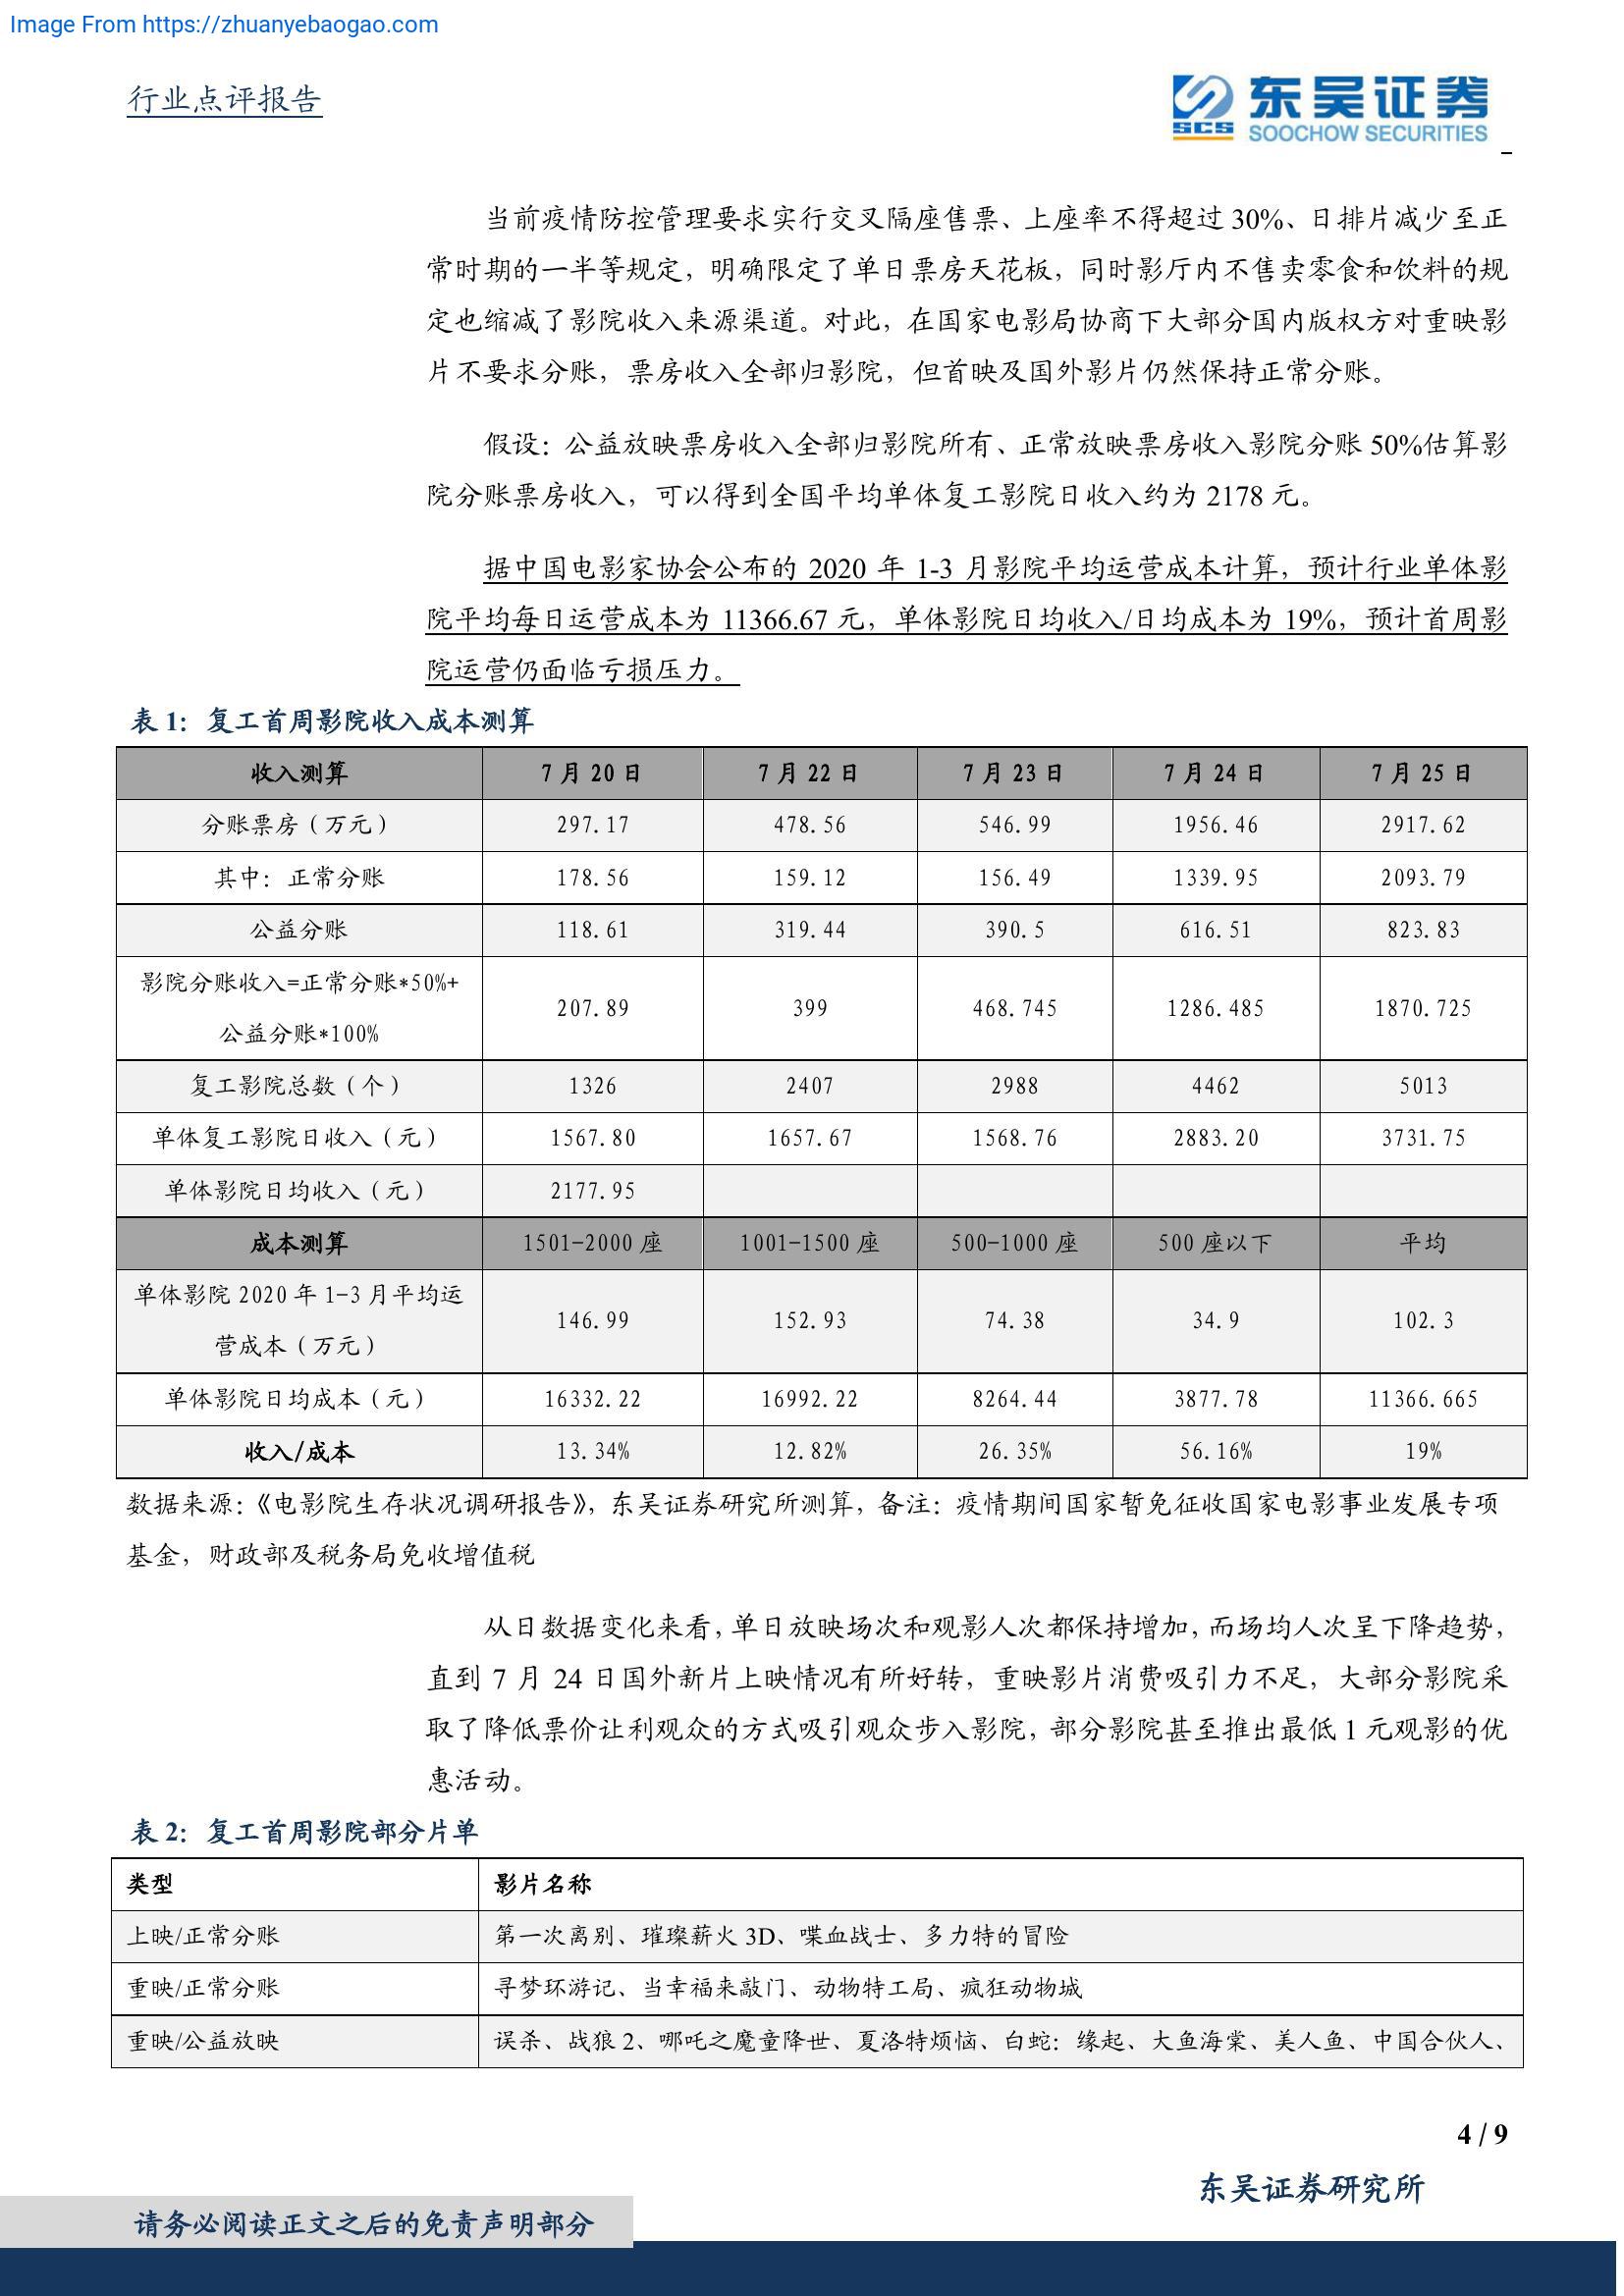 Image From https://zhuanyebaogao.com
行业点评报告
SCS 东吴证券
SOOCHOW SECURITIES
当前疫情防控管理要求实行交叉隔座售票、上座率不得超过 30%、日排片减少至正
常时期的一半等规定，明确限定了单日票房天花板，同时影厅内不售卖零食和饮料的规
定也缩减了影院收入来源渠道。对此，在国家电影局协商下大部分国内版权方对重映影
片不要求分账，票房收入全部归影院，但首映及国外影片仍然保持正常分账。
假设：公益放映票房收入全部归影院所有、正常放映票房收入影院分账 50%估算影
院分账票房收入，可以得到全国平均单体复工影院日收入约为 2178 元。
据中国电影家协会公布的 2020 年 1-3 月影院平均运营成本计算，预计行业单体影
院平均每日运营成本为 11366.67 元，单体影院日均收入/日均成本为 19%，预计首周影
院运营仍面临亏损压力。
表 1：复工首周影院收入成本测算
收入测算 7 月 20 日 7 月 22 日 7 月 23 日 7 月 24 日 7 月 25 日
分账票房（万元） 297.17 478.56 546.99 1956.46 2917.62
其中：正常分账 178.56 159.12 156.49 1339.95 2093.79
公益分账 118.61 319.44 390.5 616.51 823.83
影院分账收入=正常分账*50%+
公益分账*100% 207.89 399 468.745 1286.485 1870.725
复工影院总数（个） 1326 2407 2988 4462 5013
单体复工影院日收入（元） 1567.80 1657.67 1568.76 2883.20 3731.75
单体影院日均收入（元） 2177.95
成本测算 1501-2000 座 1001-1500 座 500-1000 座 500 座以下 平均
单体影院 2020 年 1-3 月平均运
营成本（万元） 146.99 152.93 74.38 34.9 102.3
单体影院日均成本（元） 16332.22 16992.22 8264.44 3877.78 11366.665
收入/成本 13.34% 12.82% 26.35% 56.16% 19%
数据来源：《电影院生存状况调研报告》，东吴证券研究所测算，备注：疫情期间国家暂免征收国家电影事业发展专项
基金，财政部及税务局免收增值税
从日数据变化来看，单日放映场次和观影人次都保持增加，而场均人次呈下降趋势，
直到 7 月 24 日国外新片上映情况有所好转，重映影片消费吸引力不足，大部分影院采
取了降低票价让利观众的方式吸引观众步入影院，部分影院甚至推出最低 1 元观影的优
惠活动。
表 2：复工首周影院部分片单
类型 影片名称
上映/正常分账 第一次离别、璀璨薪火 3D、喋血战士、多力特的冒险
重映/正常分账 寻梦环游记、当幸福来敲门、动物特工局、疯狂动物城
重映/公益放映 误杀、战狼 2、哪吒之魔童降世、夏洛特烦恼、白蛇：缘起、大鱼海棠、美人鱼、中国合伙人、
4 / 9
东吴证券研究所
请务必阅读正文之后的免责声明部分